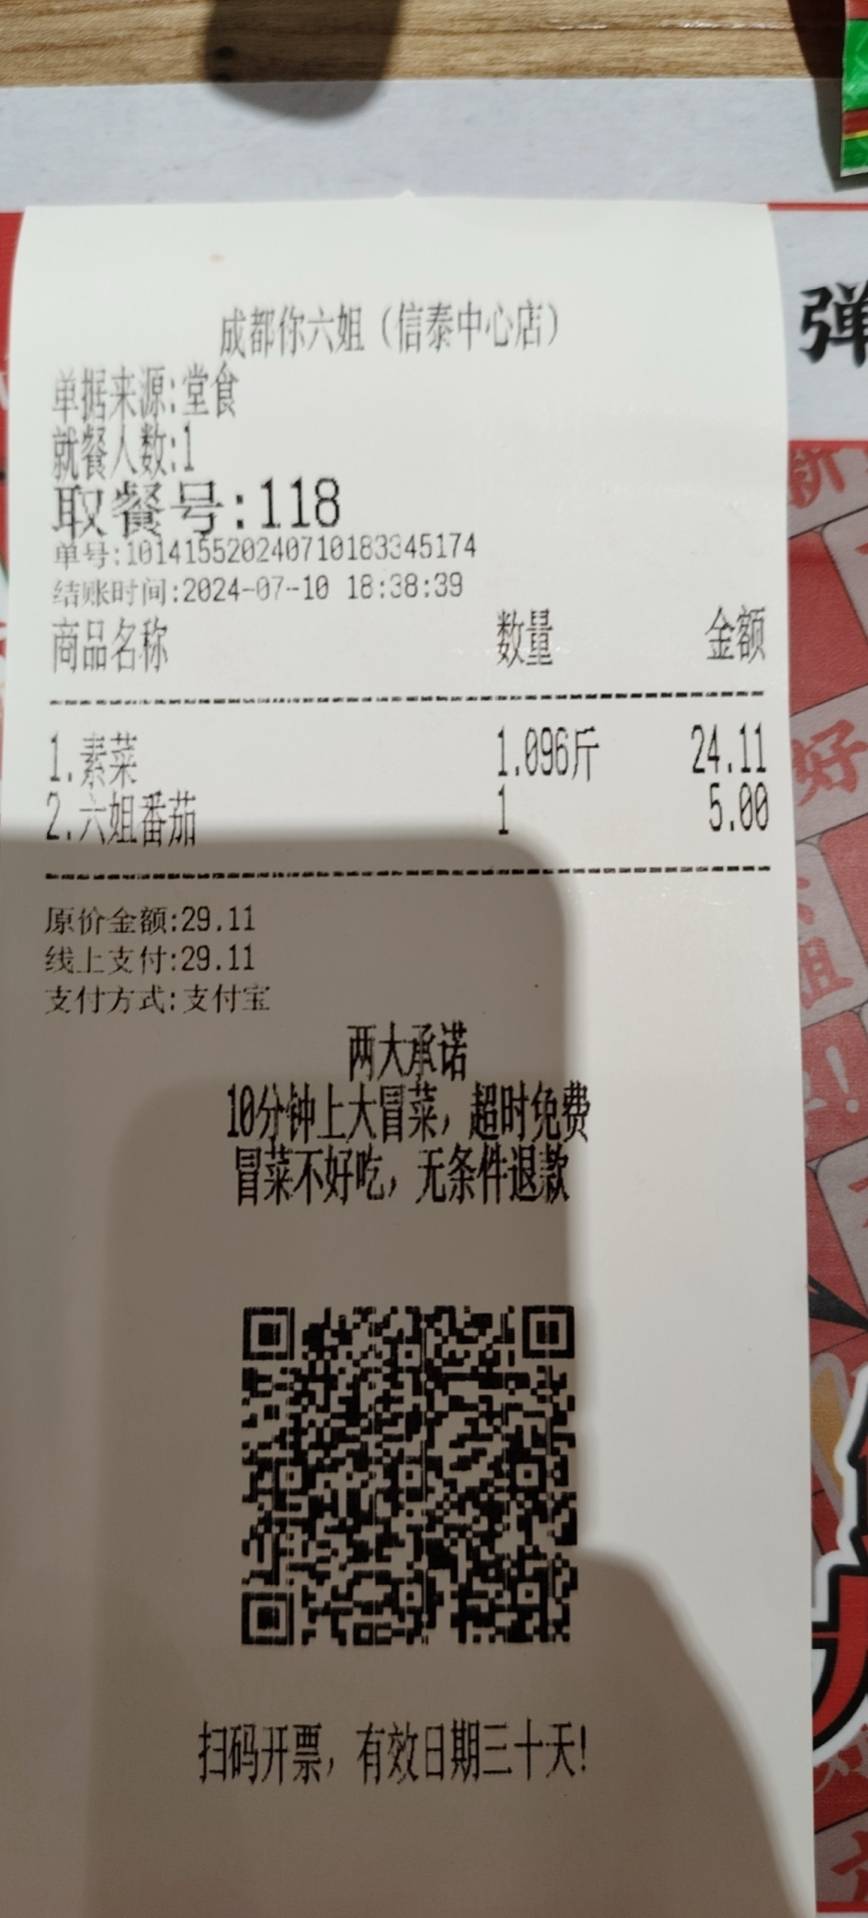 成都你六姐（信泰中心店）
单据来源:堂食
就餐人数:1
取餐号:118
单号:10141552024071018334​5174
结账时间:2024-07-10 18:38:39
商品名称 数量 金额
1.素菜 1.096斤 24.11
2.六姐番茄 1 5.00
原价金额:29.11
线上支付:29.11
支付方式:支付宝
两大承诺
10分钟上大冒菜，超时免费
冒菜不好吃，无条件退款
扫码开票，有效日期三十天!
弹
好
姐